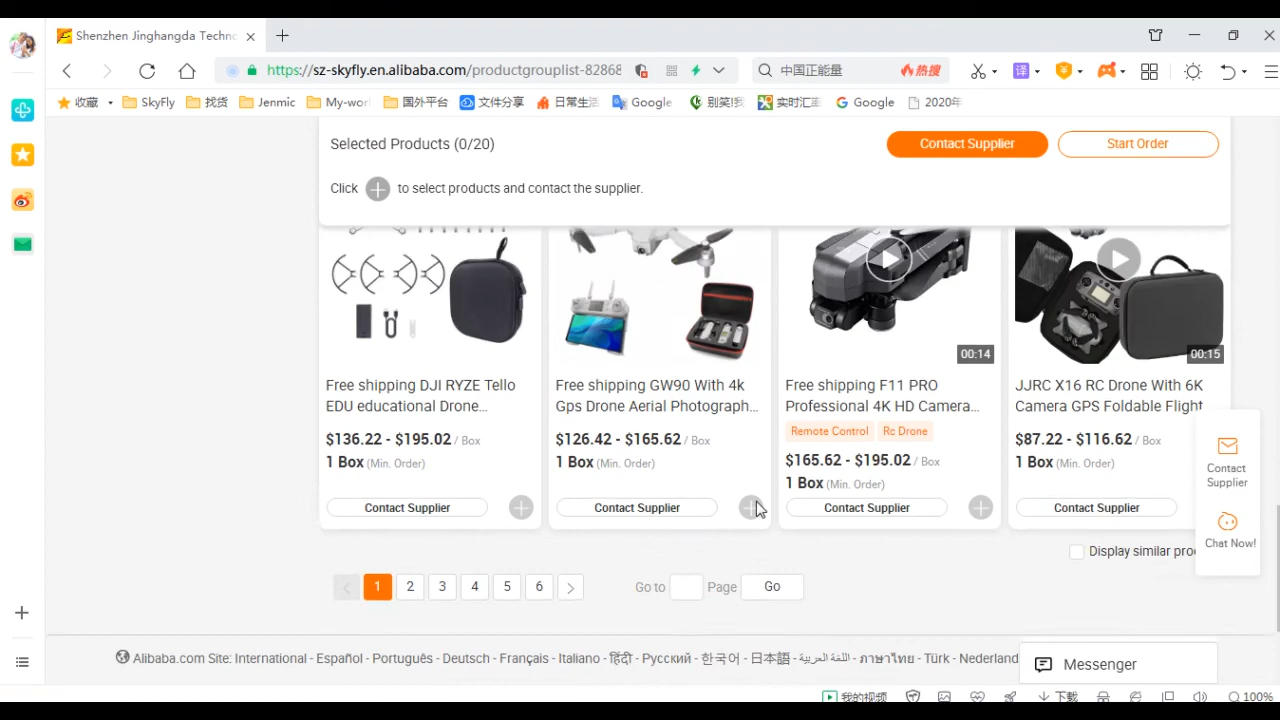 Shenzhen Jinghangda Techno
https://sz-skyfly.en.alibaba.com/productgrouplist-82868
中国正能量
热搜
译
收藏
SkyFly
找货
Jenmic
My-worl
国外平台
文件分享
日常生活
Google
别笑!我
实时汇率
Google
2020年
Selected Products (0/20)
Contact Supplier
Start Order
Click
to select products and contact the supplier.
00:14
00:15
Free shipping DJI RYZE Tello
EDU educational Drone...
$136.22 - $195.02 / Box
1 Box (Min. Order)
Contact Supplier
Free shipping GW90 With 4k
Gps Drone Aerial Photograph...
$126.42 - $165.62 / Box
1 Box (Min. Order)
Contact Supplier
Free shipping F11 PRO
Professional 4K HD Camera...
Remote Control
Rc Drone
$165.62 - $195.02 / Box
1 Box (Min. Order)
Contact Supplier
JJRC X16 RC Drone With 6K
Camera GPS Foldable Flight
$87.22 - $116.62 / Box
1 Box (Min. Order)
Contact Supplier
Contact
Supplier
Chat Now!
Display similar pro
1 2 3 4 5 6
Go to
Page
Go
Alibaba.com Site: International - Español - Português - Deutsch - Français - Italiano - हिंदी - Русский - 한국어 - 日本語 - اللغة العربية - ภาษาไทย - Türk - Nederland
Messenger
我的视频
下载
100%